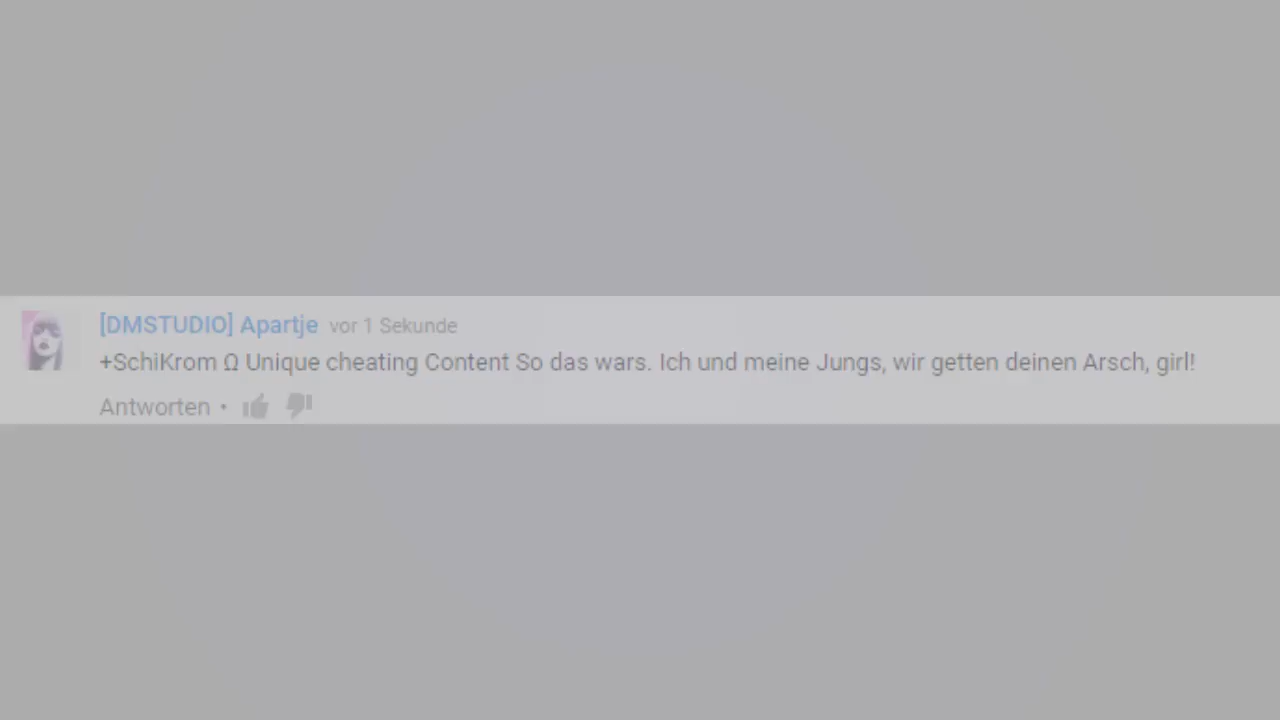 [DMSTUDIO] Apartje vor 1 Sekunde
+SchiKrom Ω Unique cheating Content So das wars. Ich und meine Jungs, wir getten deinen Arsch, girl!
Antworten •